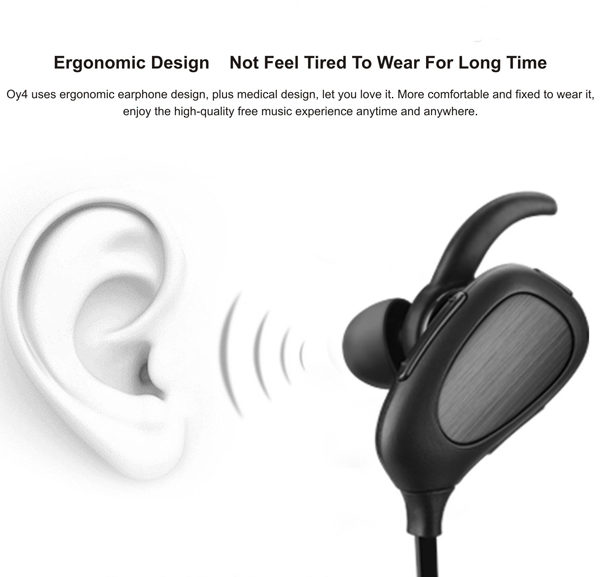 Ergonomic Design Not Feel Tired To Wear For Long Time
Oy4 uses ergonomic earphone design, plus medical design, let you love it. More comfortable and fixed to wear it,
enjoy the high-quality free music experience anytime and anywhere.